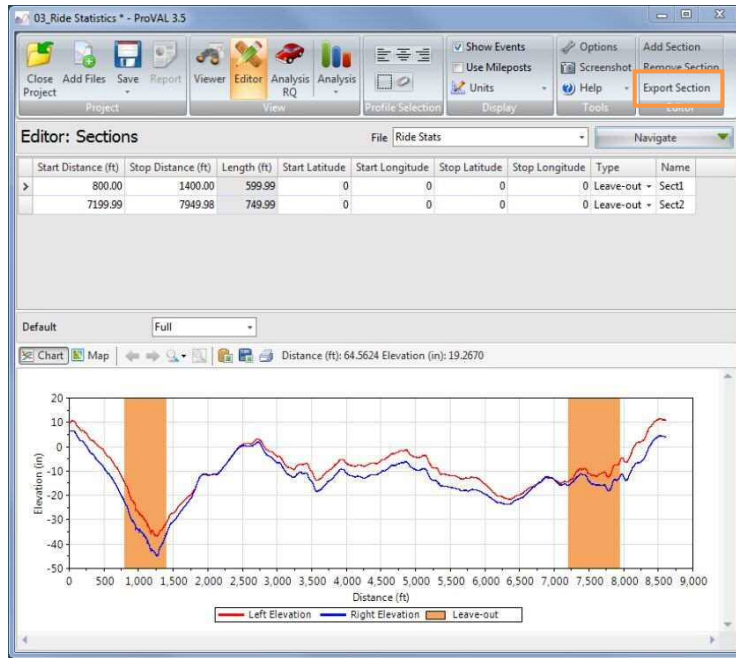 03_Ride Statistics * - ProVAL 3.5
Close Project
Add Files
Save
Report
Viewer
Editor
Analysis RQ
Analysis
Show Events
Use Mileposts
Units
Options
Screenshot
Help
Add Section
Remove Section
Export Section
Project
View
Profile Selection
Display
Tools
Editor
Editor: Sections
File Ride Stats
Navigate
Start Distance (ft) Stop Distance (ft) Length (ft) Start Latitude Start Longitude Stop Latitude Stop Longitude Type Name
> 800.00 1400.00 599.99 0 0 0 0 Leave-out Sect1
7199.99 7949.98 749.99 0 0 0 0 Leave-out Sect2
Default Full
Chart Map Distance (ft): 64.5624 Elevation (in): 19.2670
20
10
0
-10
-20
-30
-40
-50
Elevation (in)
0 500 1,000 1,500 2,000 2,500 3,000 3,500 4,000 4,500 5,000 5,500 6,000 6,500 7,000 7,500 8,000 8,500 9,000
Distance (ft)
Left Elevation Right Elevation Leave-out